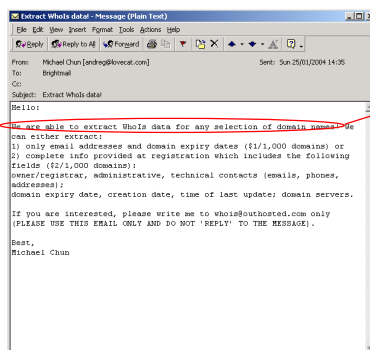 Extract WhoIs data! - Message (Plain Text)
File Edit View Insert Format Tools Actions Help
Reply Reply to All Forward
From: Michael Chun [andreg@lovecat.com] Sent: Sun 25/01/2004 14:35
To: Brightmail
Cc:
Subject: Extract WhoIs data!
Hello:
We are able to extract WhoIs data for any selection of domain names! We
can either extract:
1) only email addresses and domain expiry dates ($1/1,000 domains) or
2) complete info provided at registration which includes the following
fields ($2/1,000 domains):
owner/registrar, administrative, technical contacts (emails, phones,
addresses);
domain expiry date, creation date, time of last update; domain servers.
If you are interested, please write me to whois@outhosted.com only
(PLEASE USE THIS EMAIL ONLY AND DO NOT 'REPLY' TO THE MESSAGE).
Best,
Michael Chun